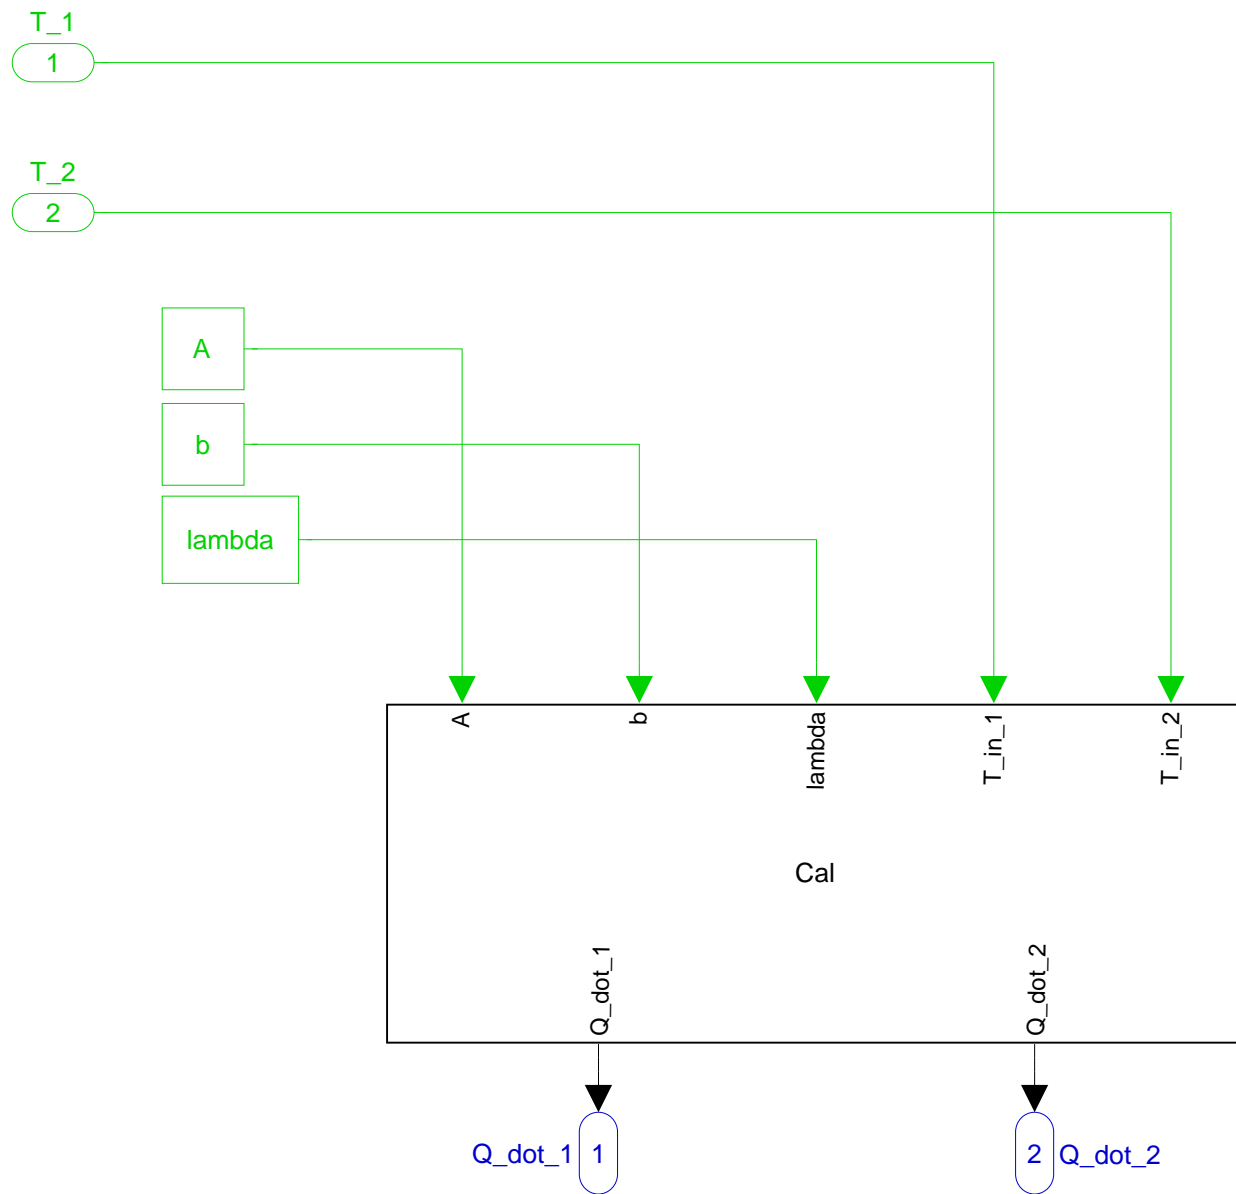 T_1
1
T_2
2
A
b
lambda
A
b
lambda
T_in_1
T_in_2
Cal
Q_dot_1
Q_dot_2
Q_dot_1
1
2
Q_dot_2